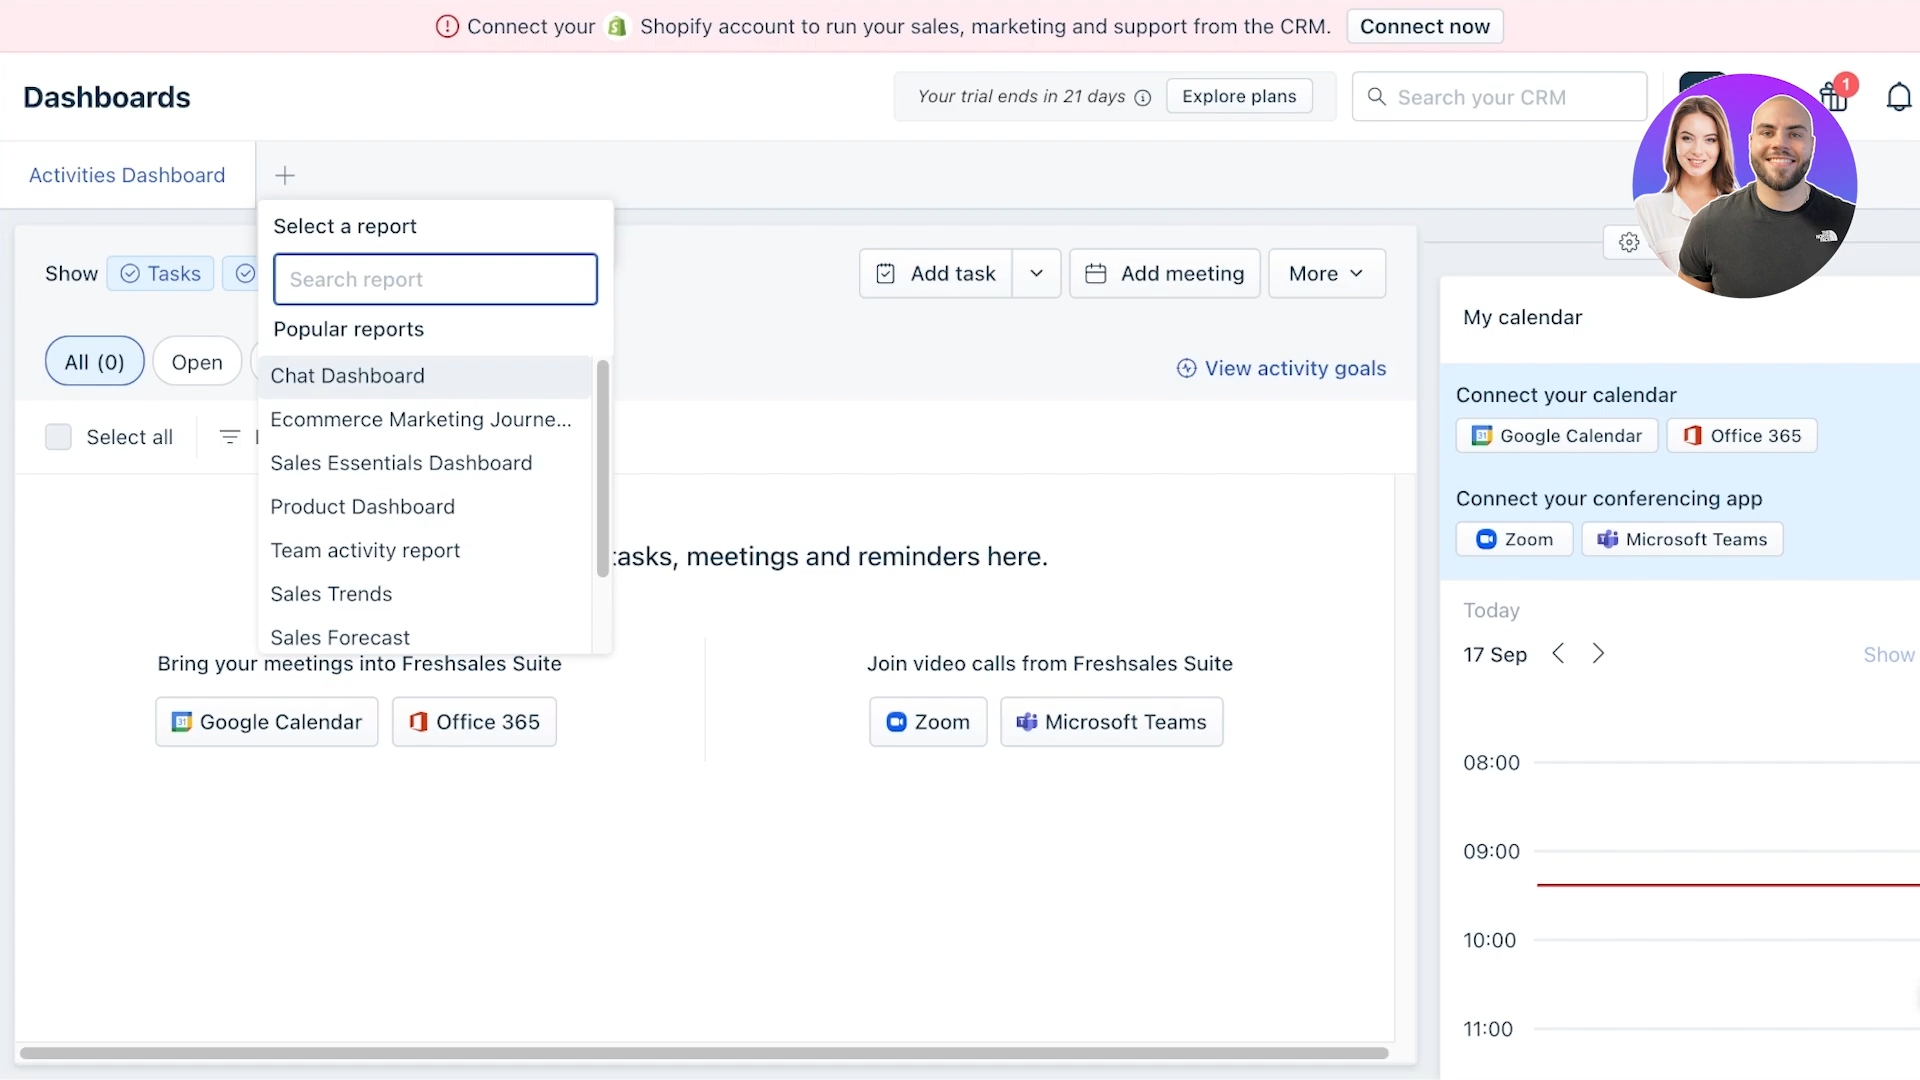 Connect your Shopify account to run your sales, marketing and support from the CRM. Connect now
Dashboards
Your trial ends in 21 days Explore plans
Search your CRM
1
Activities Dashboard
Select a report
Search report
Popular reports
Chat Dashboard
Ecommerce Marketing Journe...
Sales Essentials Dashboard
Product Dashboard
Team activity report
Sales Trends
Sales Forecast
Show Tasks
Add task
Add meeting
More
All (0)
Open
View activity goals
Select all
tasks, meetings and reminders here.
Bring your meetings into Freshsales Suite
31 Google Calendar
Office 365
Join video calls from Freshsales Suite
Zoom
Microsoft Teams
My calendar
Connect your calendar
31 Google Calendar
Office 365
Connect your conferencing app
Zoom
Microsoft Teams
Today
17 Sep
Show
08:00
09:00
10:00
11:00